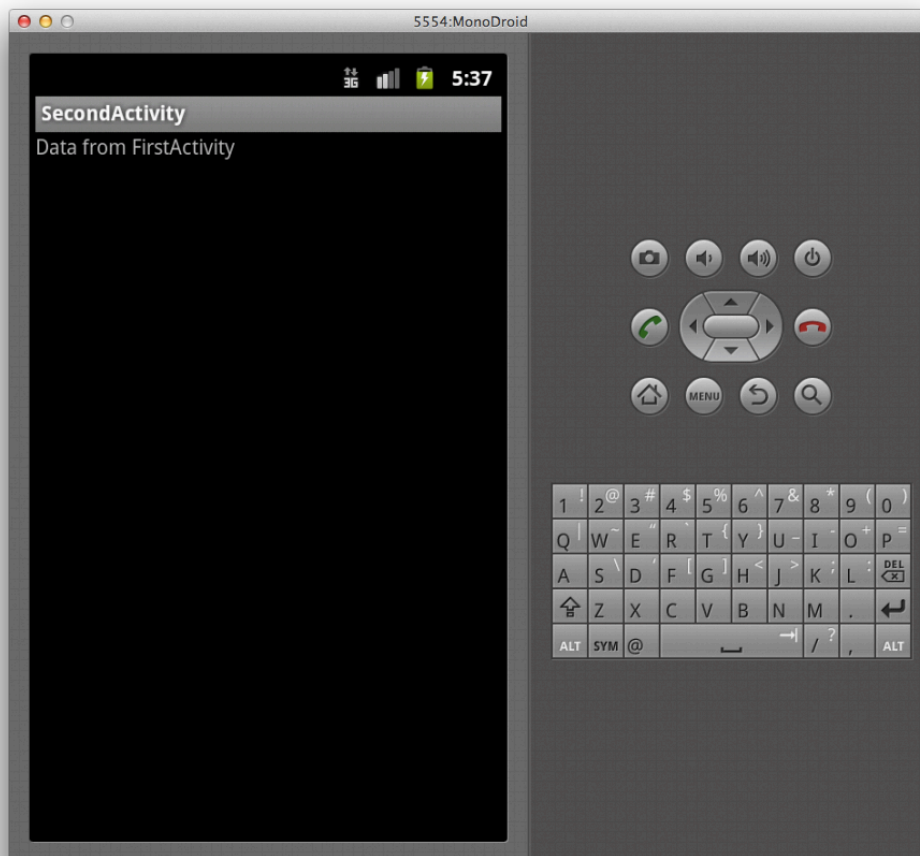 5554:MonoDroid
3G 5:37
SecondActivity
Data from FirstActivity
MENU
1 ! 2 @ 3 # 4 $ 5 % 6 ^ 7 & 8 * 9 ( 0 )
Q | W ~ E “ R ` T { Y } U _ I - O + P =
A S \ D ‘ F [ G ] H < J > K ; L : DEL
Z X C V B N M .
ALT SYM @ / ? , ALT